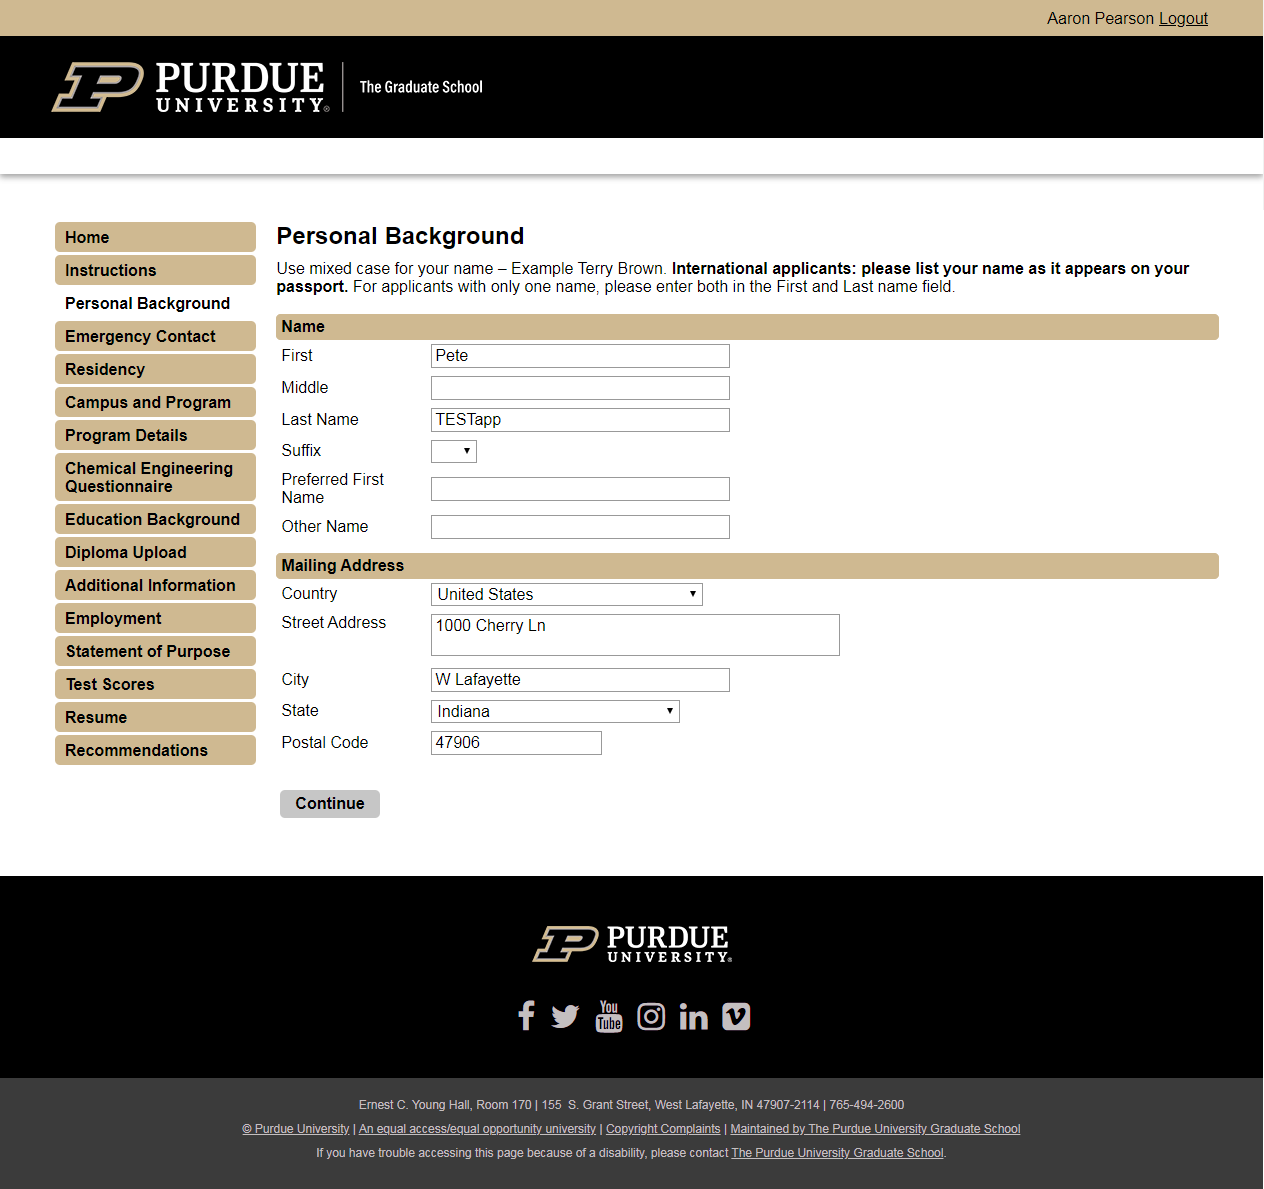 Aaron Pearson Logout
PURDUE
UNIVERSITY®
The Graduate School
Home
Instructions
Personal Background
Emergency Contact
Residency
Campus and Program
Program Details
Chemical Engineering
Questionnaire
Education Background
Diploma Upload
Additional Information
Employment
Statement of Purpose
Test Scores
Resume
Recommendations
Personal Background
Use mixed case for your name – Example Terry Brown. International applicants: please list your name as it appears on your
passport. For applicants with only one name, please enter both in the First and Last name field.
Name
First Pete
Middle
Last Name TESTapp
Suffix
Preferred First
Name
Other Name
Mailing Address
Country United States
Street Address 1000 Cherry Ln
City W Lafayette
State Indiana
Postal Code 47906
Continue
PURDUE
UNIVERSITY®
You
Tube
Ernest C. Young Hall, Room 170 | 155 S. Grant Street, West Lafayette, IN 47907-2114 | 765-494-2600
© Purdue University | An equal access/equal opportunity university | Copyright Complaints | Maintained by The Purdue University Graduate School
If you have trouble accessing this page because of a disability, please contact The Purdue University Graduate School.